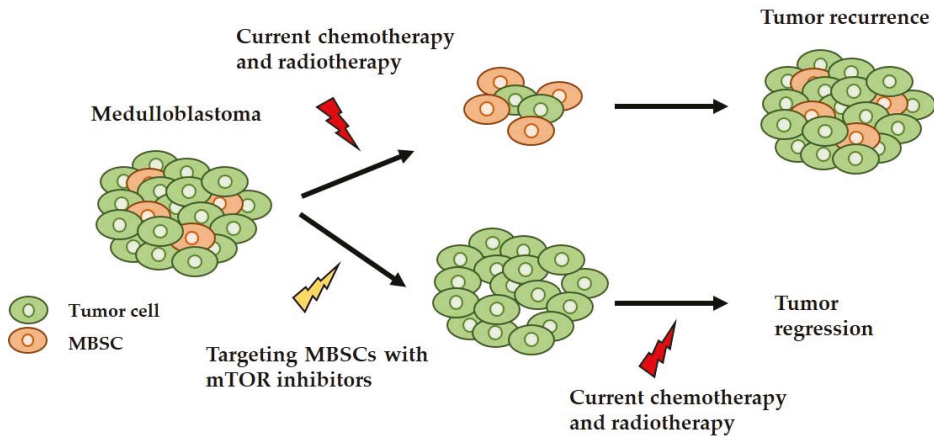 Tumor recurrence
Current chemotherapy
and radiotherapy
Medulloblastoma
Tumor cell
MBSC
Targeting MBSCs with
mTOR inhibitors
Tumor
regression
Current chemotherapy
and radiotherapy